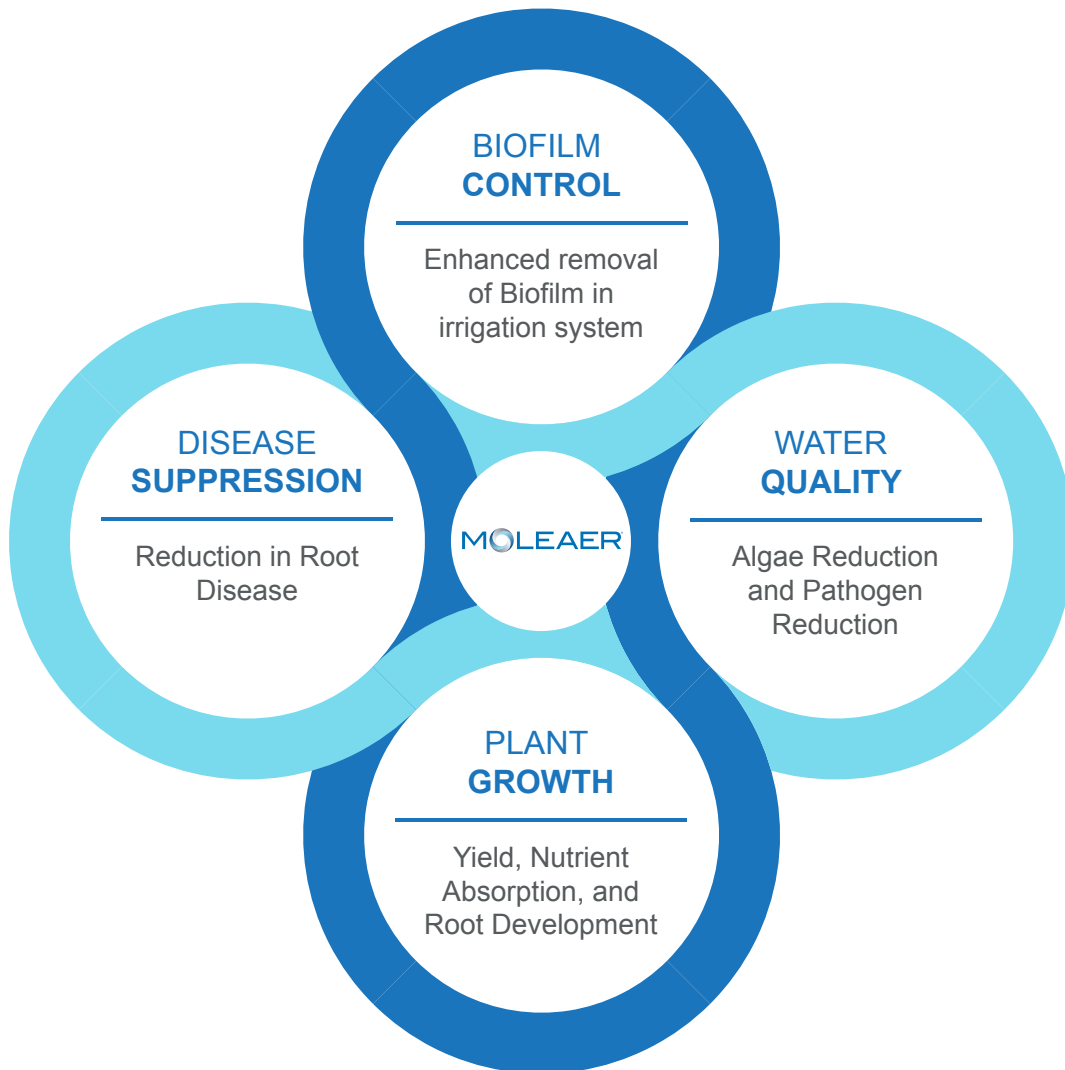 BIOFILM
CONTROL
Enhanced removal
of Biofilm in
irrigation system
DISEASE
SUPPRESSION
Reduction in Root
Disease
MOLEAER
WATER
QUALITY
Algae Reduction
and Pathogen
Reduction
PLANT
GROWTH
Yield, Nutrient
Absorption, and
Root Development